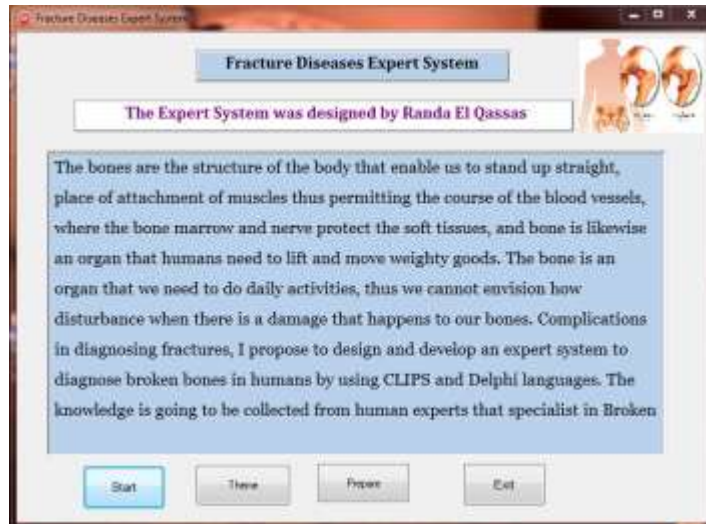 Fracture Diseases Expert System
Fracture Diseases Expert System
The Expert System was designed by Randa El Qassas
The bones are the structure of the body that enable us to stand up straight,
place of attachment of muscles thus permitting the course of the blood vessels,
where the bone marrow and nerve protect the soft tissues, and bone is likewise
an organ that humans need to lift and move weighty goods. The bone is an
organ that we need to do daily activities, thus we cannot envision how
disturbance when there is a damage that happens to our bones. Complications
in diagnosing fractures, I propose to design and develop an expert system to
diagnose broken bones in humans by using CLIPS and Delphi languages. The
knowledge is going to be collected from human experts that specialist in Broken
Start
Theme
Prepare
Exit